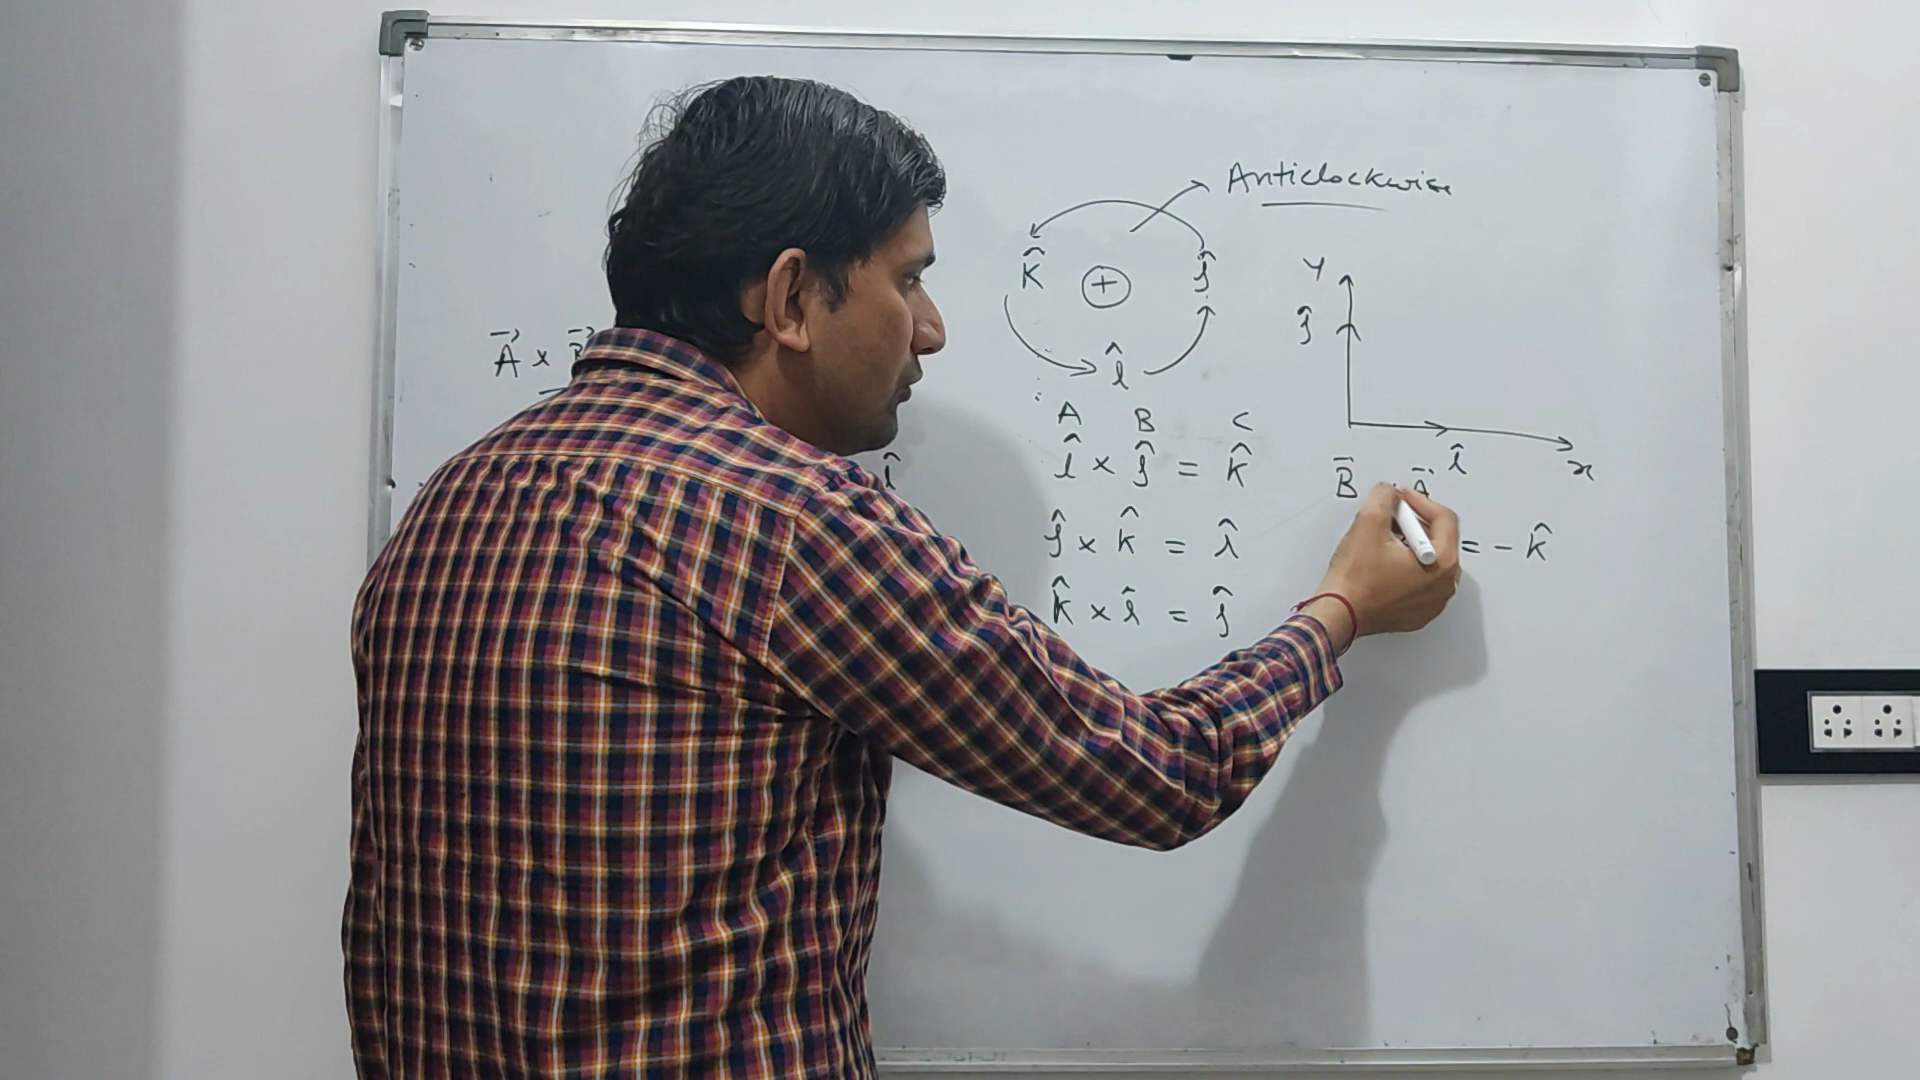 Anticlockwise
K̂ + ĵ
î
Y
ĵ
î
x
A⃗ × B⃗
î
A B C
î × ĵ = k̂
ĵ × k̂ = î
k̂ × î = ĵ
B⃗ A⃗
= - k̂